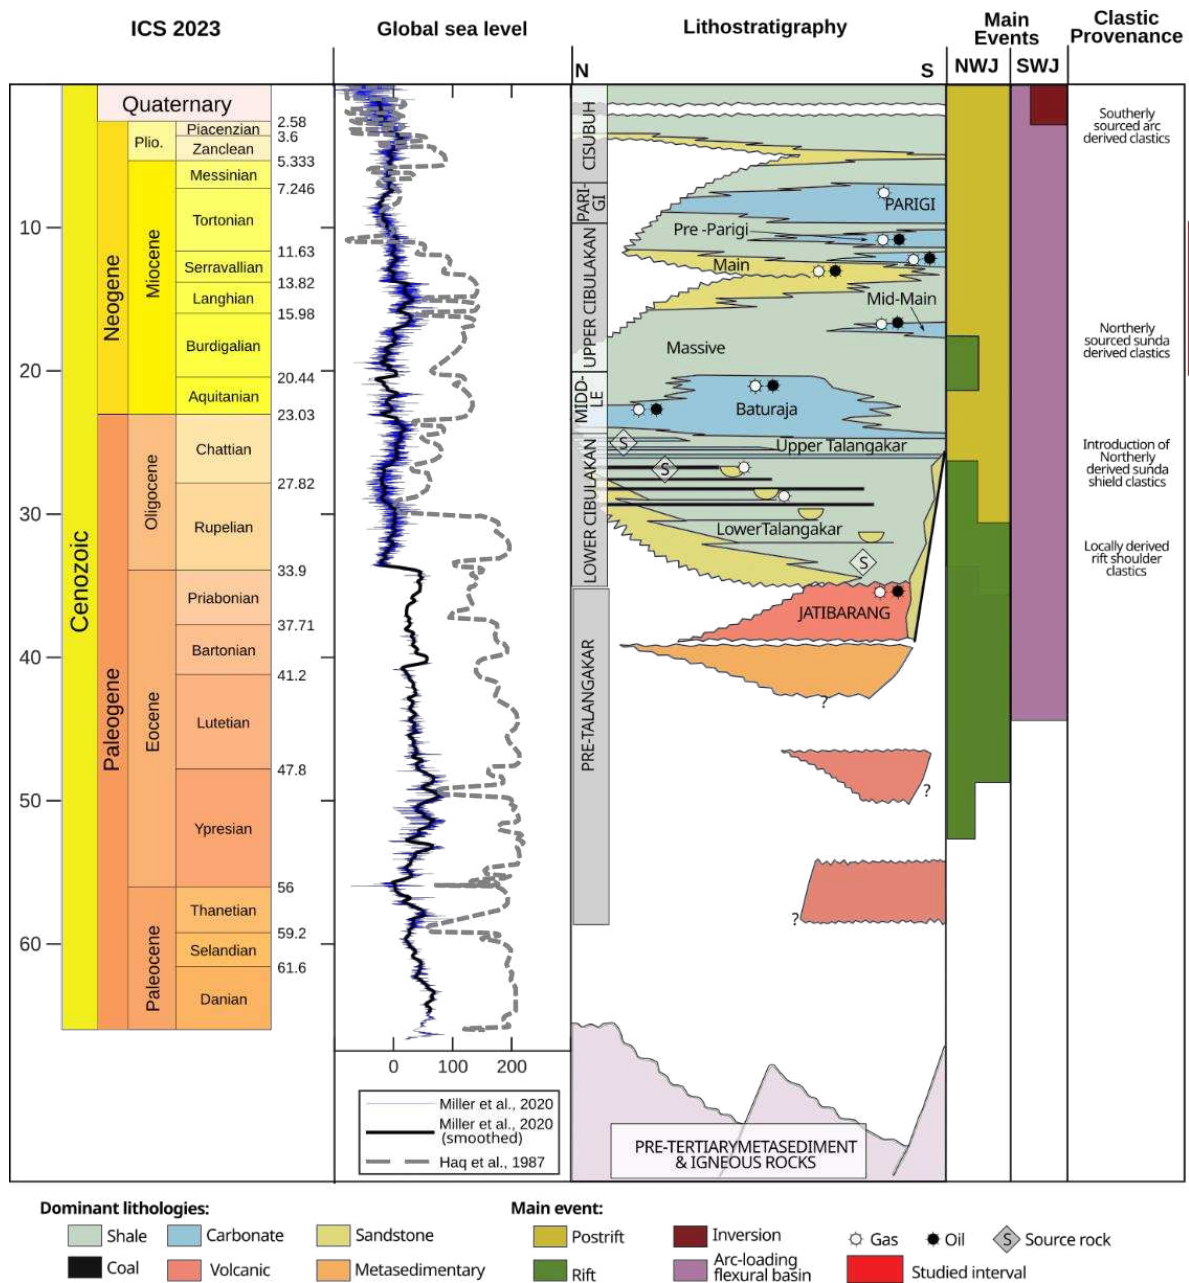 ICS 2023
Global sea level
Lithostratigraphy
Main
Events
Clastic
Provenance
N
S
NWJ
SWJ
Cenozoic
Quaternary
Neogene
Paleogene
Plio.
Miocene
Oligocene
Eocene
Paleocene
Piacenzian
Zanclean
Messinian
Tortonian
Serravallian
Langhian
Burdigalian
Aquitanian
Chattian
Rupelian
Priabonian
Bartonian
Lutetian
Ypresian
Thanetian
Selandian
Danian
2.58
3.6
5.333
7.246
11.63
13.82
15.98
20.44
23.03
27.82
33.9
37.71
41.2
47.8
56
59.2
61.6
10
20
30
40
50
60
0
100
200
Miller et al., 2020
Miller et al., 2020
(smoothed)
Haq et al., 1987
CISUBUH
PARI-
GI
UPPER CIBULAKAN
MIDD-
LE
LOWER CIBULAKAN
PRE-TALANGAKAR
PARIGI
Pre -Parigi
Main
Mid-Main
Massive
Baturaja
S
Upper Talangakar
S
LowerTalangakar
S
JATIBARANG
?
?
?
PRE-TERTIARYMETASEDIMENT
& IGNEOUS ROCKS
Southerly
sourced arc
derived clastics
Northerly
sourced sunda
derived clastics
Introduction of
Northerly
derived sunda
shield clastics
Locally derived
rift shoulder
clastics
Dominant lithologies:
Shale
Carbonate
Sandstone
Coal
Volcanic
Metasedimentary
Main event:
Postrift
Inversion
Rift
Arc-loading
flexural basin
Gas
Oil
S
Source rock
Studied interval